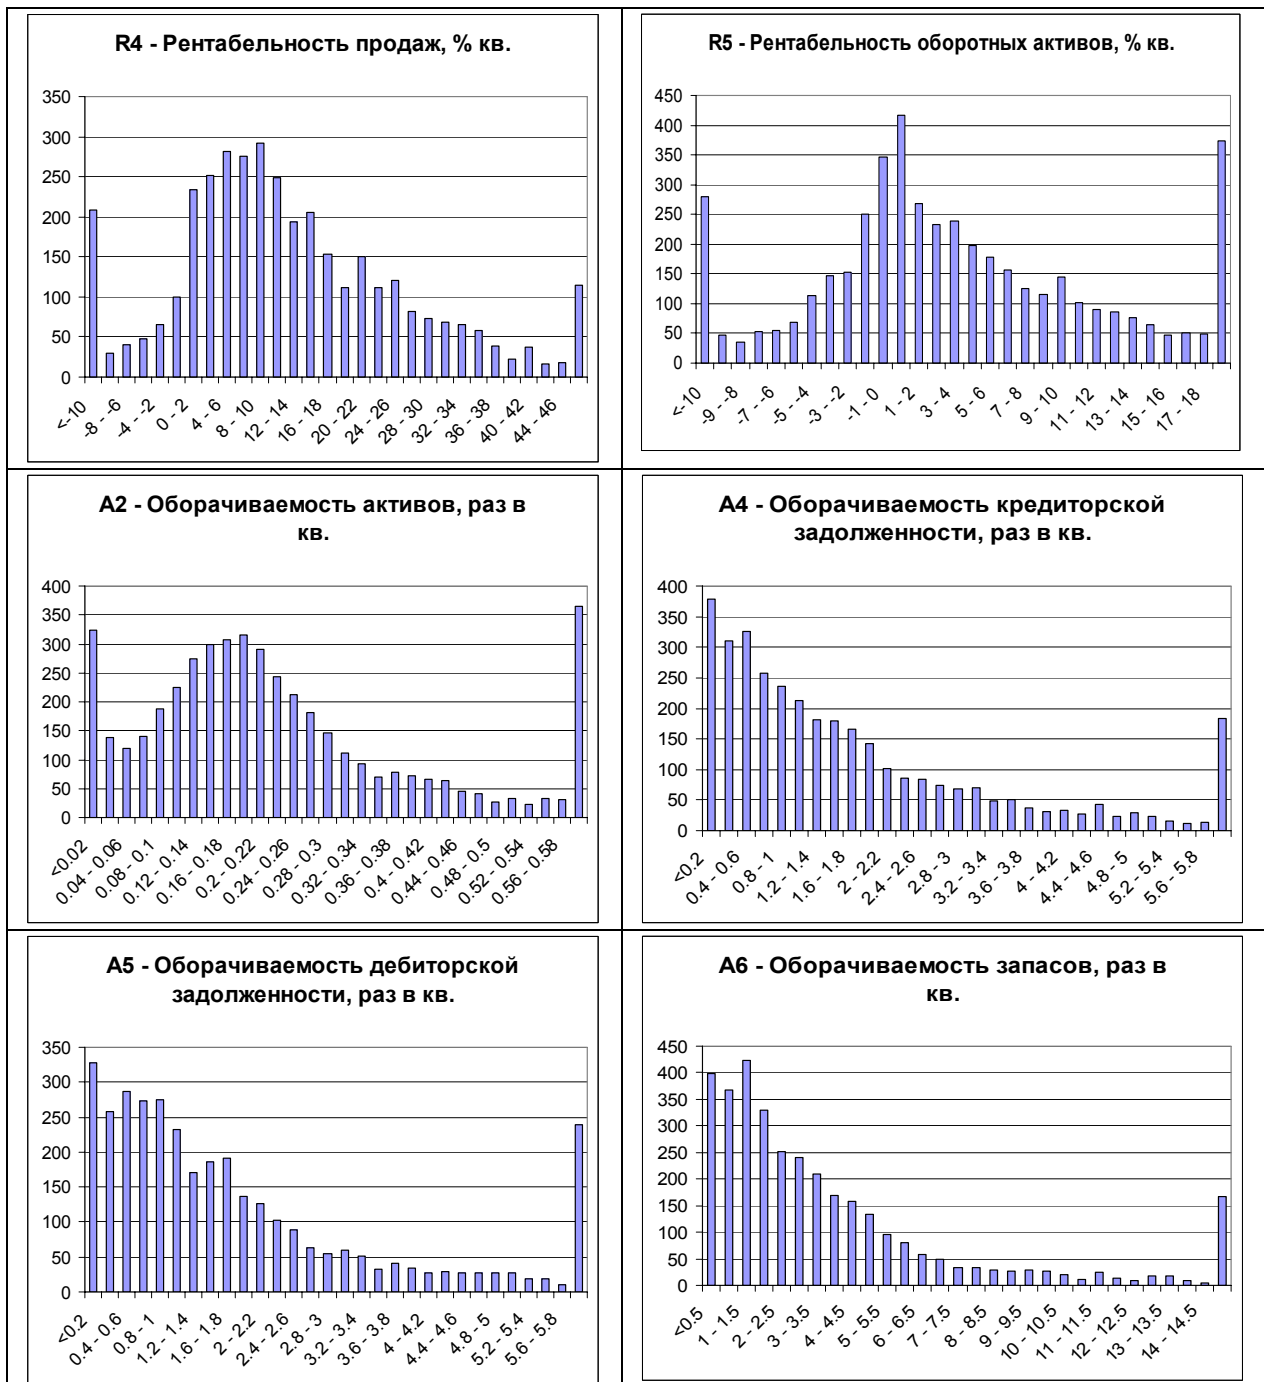 R4 - Рентабельность продаж, % кв.
350
300
250
200
150
100
50
0
<-10
-8 - -6
-4 - -2
0 - 2
4 - 6
8 - 10
12 - 14
16 - 18
20 - 22
24 - 26
28 - 30
32 - 34
36 - 38
40 - 42
44 - 46
R5 - Рентабельность оборотных активов, % кв.
450
400
350
300
250
200
150
100
50
0
<-10
-9 - -8
-7 - -6
-5 - -4
-3 - -2
-1 - 0
1 - 2
3 - 4
5 - 6
7 - 8
9 - 10
11 - 12
13 - 14
15 - 16
17 - 18
A2 - Оборачиваемость активов, раз в
кв.
400
350
300
250
200
150
100
50
0
<0.02
0.04 - 0.06
0.08 - 0.1
0.12 - 0.14
0.16 - 0.18
0.2 - 0.22
0.24 - 0.26
0.28 - 0.3
0.32 - 0.34
0.36 - 0.38
0.4 - 0.42
0.44 - 0.46
0.48 - 0.5
0.52 - 0.54
0.56 - 0.58
A4 - Оборачиваемость кредиторской
задолженности, раз в кв.
400
350
300
250
200
150
100
50
0
<0.2
0.4 - 0.6
0.8 - 1
1.2 - 1.4
1.6 - 1.8
2 - 2.2
2.4 - 2.6
2.8 - 3
3.2 - 3.4
3.6 - 3.8
4 - 4.2
4.4 - 4.6
4.8 - 5
5.2 - 5.4
5.6 - 5.8
A5 - Оборачиваемость дебиторской
задолженности, раз в кв.
350
300
250
200
150
100
50
0
<0.2
0.4 - 0.6
0.8 - 1
1.2 - 1.4
1.6 - 1.8
2 - 2.2
2.4 - 2.6
2.8 - 3
3.2 - 3.4
3.6 - 3.8
4 - 4.2
4.4 - 4.6
4.8 - 5
5.2 - 5.4
5.6 - 5.8
A6 - Оборачиваемость запасов, раз в
кв.
450
400
350
300
250
200
150
100
50
0
<0.5
1 - 1.5
2 - 2.5
3 - 3.5
4 - 4.5
5 - 5.5
6 - 6.5
7 - 7.5
8 - 8.5
9 - 9.5
10 - 10.5
11 - 11.5
12 - 12.5
13 - 13.5
14 - 14.5